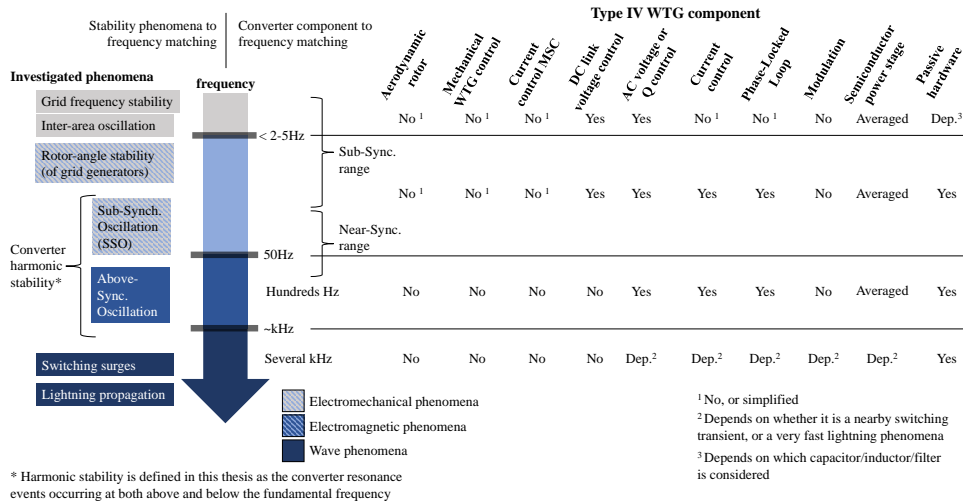 Stability phenomena to
frequency matching
Converter component to
frequency matching
Type IV WTG component
Investigated phenomena
frequency
Aerodynamic
rotor
Mechanical
WTG control
Current
control MSC
DC link
voltage control
AC voltage or
Q control
Current
control
Phase-Locked
Loop
Modulation
Semiconductor
power stage
Passive
hardware
Grid frequency stability
Inter-area oscillation
No ¹ No ¹ No ¹ Yes Yes No ¹ No ¹ No Averaged Dep.³
< 2-5Hz
Rotor-angle stability
(of grid generators)
Sub-Sync.
range
No ¹ No ¹ No ¹ Yes Yes Yes Yes No Averaged Yes
Sub-Synch.
Oscillation
(SSO)
Near-Sync.
range
50Hz
Converter
harmonic
stability*
Above-
Sync.
Oscillation
Hundreds Hz No No No No Yes Yes Yes No Averaged Yes
~kHz
Switching surges
Several kHz No No No No Dep.² Dep.² Dep.² Dep.² Dep.² Yes
Lightning propagation
Electromechanical phenomena
Electromagnetic phenomena
Wave phenomena
¹ No, or simplified
² Depends on whether it is a nearby switching
transient, or a very fast lightning phenomena
³ Depends on which capacitor/inductor/filter
is considered
* Harmonic stability is defined in this thesis as the converter resonance
events occurring at both above and below the fundamental frequency